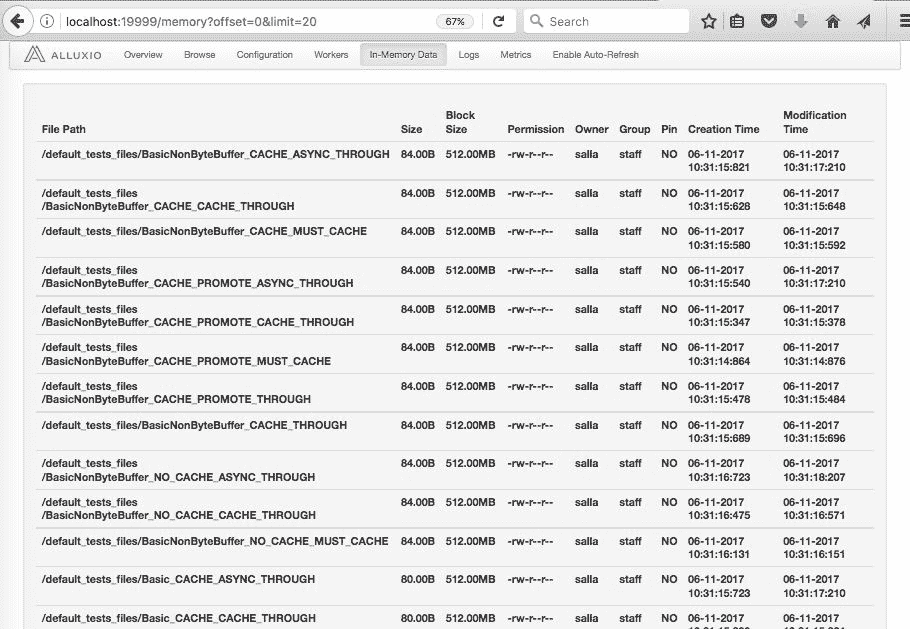 localhost:19999/memory?offset=0&limit=20 67% Search
ALLUXIO Overview Browse Configuration Workers In-Memory Data Logs Metrics Enable Auto-Refresh
File Path Size Block Size Permission Owner Group Pin Creation Time Modification Time
/default_tests_files/BasicNonByteBuffer_CACHE_ASYNC_THROUGH 84.00B 512.00MB -rw-r--r-- salla staff NO 06-11-2017 06-11-2017
10:31:15:821 10:31:17:210
/default_tests_files 84.00B 512.00MB -rw-r--r-- salla staff NO 06-11-2017 06-11-2017
/BasicNonByteBuffer_CACHE_CACHE_THROUGH 10:31:15:628 10:31:15:648
/default_tests_files/BasicNonByteBuffer_CACHE_MUST_CACHE 84.00B 512.00MB -rw-r--r-- salla staff NO 06-11-2017 06-11-2017
10:31:15:580 10:31:15:592
/default_tests_files 84.00B 512.00MB -rw-r--r-- salla staff NO 06-11-2017 06-11-2017
/BasicNonByteBuffer_CACHE_PROMOTE_ASYNC_THROUGH 10:31:15:540 10:31:17:210
/default_tests_files 84.00B 512.00MB -rw-r--r-- salla staff NO 06-11-2017 06-11-2017
/BasicNonByteBuffer_CACHE_PROMOTE_CACHE_THROUGH 10:31:15:347 10:31:15:378
/default_tests_files 84.00B 512.00MB -rw-r--r-- salla staff NO 06-11-2017 06-11-2017
/BasicNonByteBuffer_CACHE_PROMOTE_MUST_CACHE 10:31:14:864 10:31:14:876
/default_tests_files 84.00B 512.00MB -rw-r--r-- salla staff NO 06-11-2017 06-11-2017
/BasicNonByteBuffer_CACHE_PROMOTE_THROUGH 10:31:15:478 10:31:15:484
/default_tests_files/BasicNonByteBuffer_CACHE_THROUGH 84.00B 512.00MB -rw-r--r-- salla staff NO 06-11-2017 06-11-2017
10:31:15:689 10:31:15:696
/default_tests_files 84.00B 512.00MB -rw-r--r-- salla staff NO 06-11-2017 06-11-2017
/BasicNonByteBuffer_NO_CACHE_ASYNC_THROUGH 10:31:16:723 10:31:18:207
/default_tests_files 84.00B 512.00MB -rw-r--r-- salla staff NO 06-11-2017 06-11-2017
/BasicNonByteBuffer_NO_CACHE_CACHE_THROUGH 10:31:16:475 10:31:16:571
/default_tests_files/BasicNonByteBuffer_NO_CACHE_MUST_CACHE 84.00B 512.00MB -rw-r--r-- salla staff NO 06-11-2017 06-11-2017
10:31:16:131 10:31:16:151
/default_tests_files/Basic_CACHE_ASYNC_THROUGH 80.00B 512.00MB -rw-r--r-- salla staff NO 06-11-2017 06-11-2017
10:31:15:723 10:31:17:210
/default_tests_files/Basic_CACHE_CACHE_THROUGH 80.00B 512.00MB -rw-r--r-- salla staff NO 06-11-2017 06-11-2017